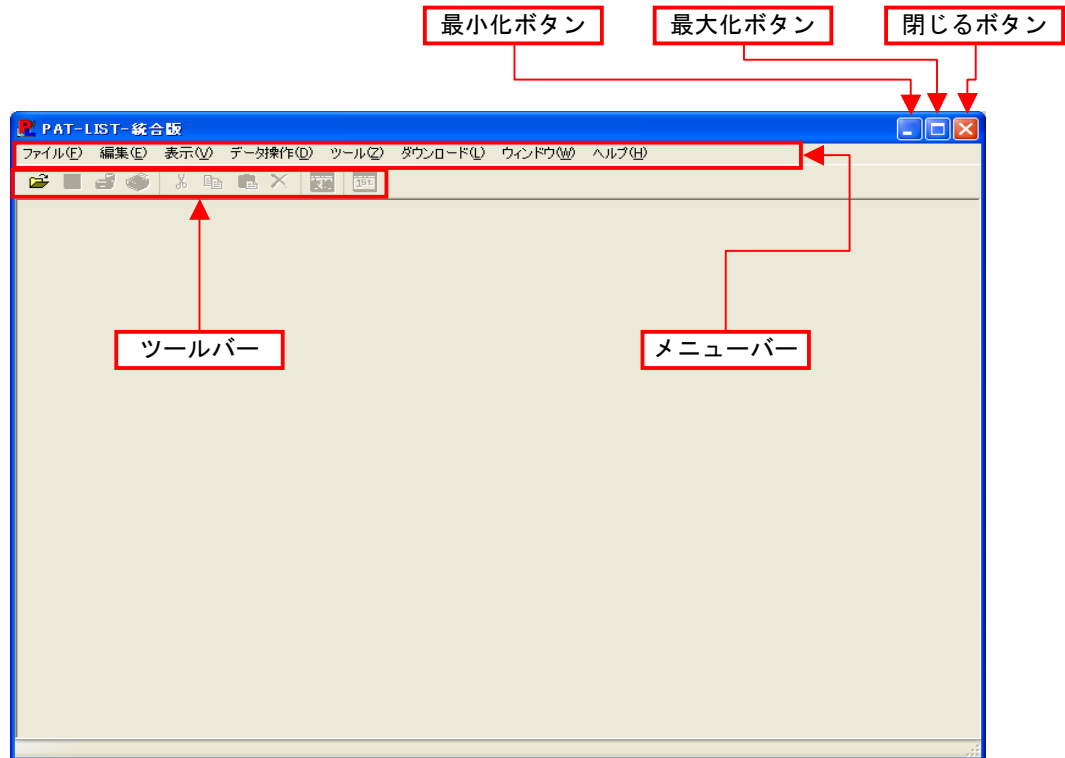 最小化ボタン 最大化ボタン 閉じるボタン
PAT-LIST-統合版
ファイル(F) 編集(E) 表示(V) データ操作(D) ツール(Z) ダウンロード(L) ウィンドウ(W) ヘルプ(H)
ツールバー メニューバー